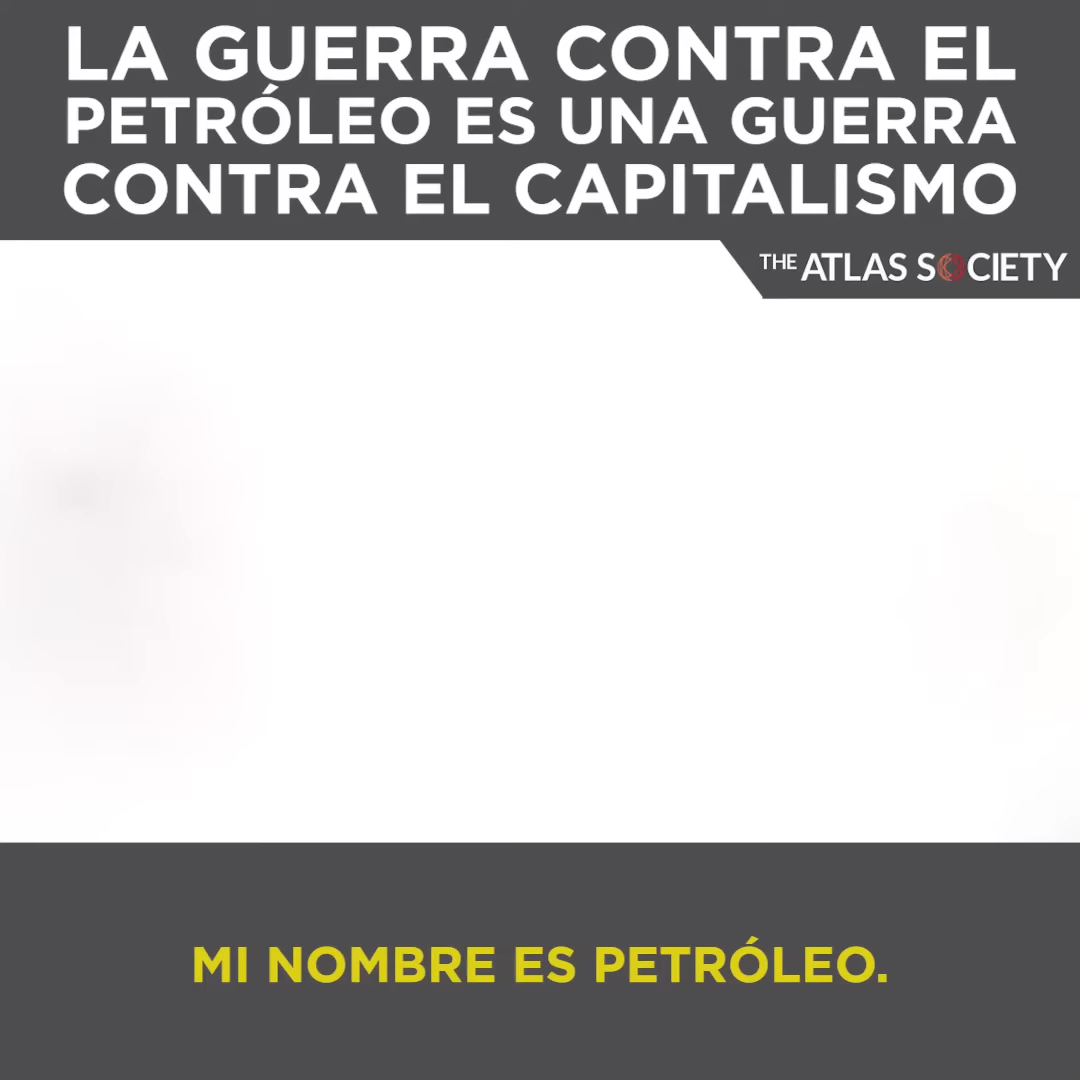 LA GUERRA CONTRA EL
PETRÓLEO ES UNA GUERRA
CONTRA EL CAPITALISMO
THE ATLAS SOCIETY
MI NOMBRE ES PETRÓLEO.